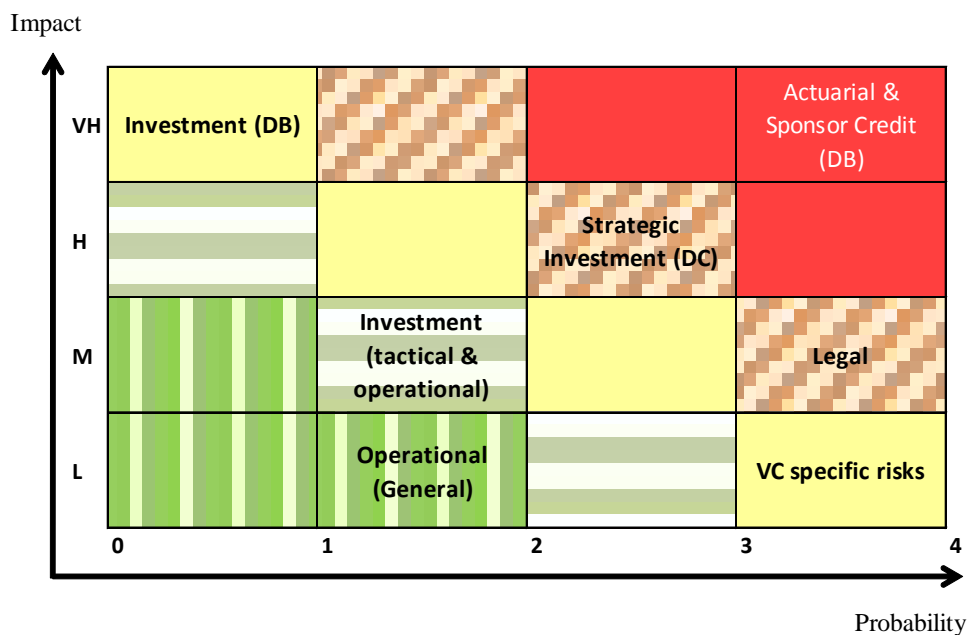 Impact
VH
Investment (DB)
Actuarial &
Sponsor Credit
(DB)
H
Strategic
Investment (DC)
M
Investment
(tactical &
operational)
Legal
L
Operational
(General)
VC specific risks
0 1 2 3 4
Probability